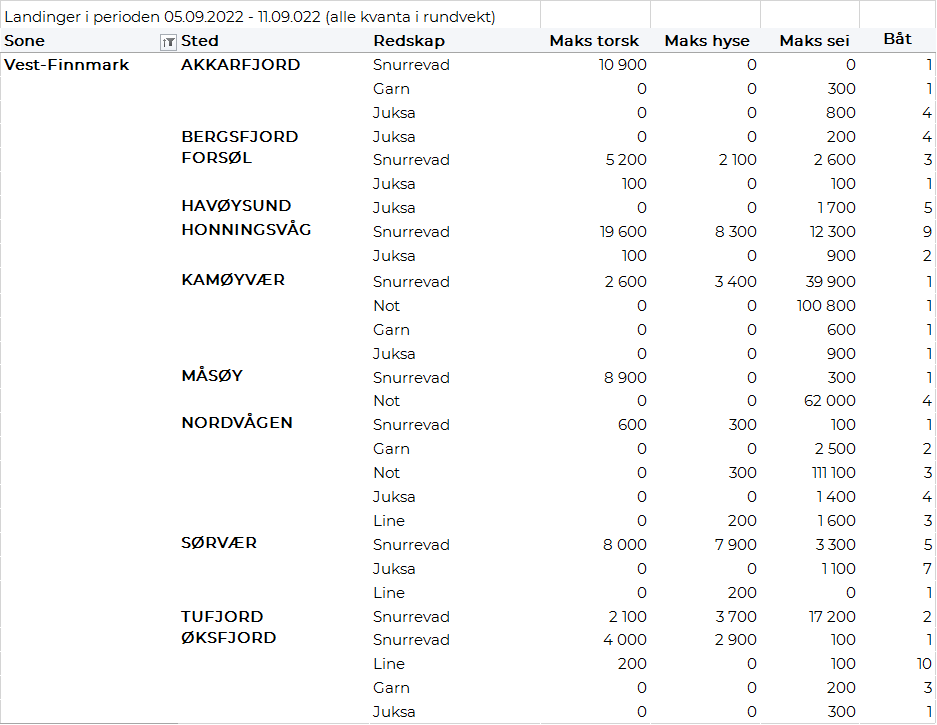 Landinger i perioden 05.09.2022 - 11.09.022 (alle kvanta i rundvekt)
Sone Sted Redskap Maks torsk Maks hyse Maks sei Båt
Vest-Finnmark AKKARFJORD Snurrevad 10 900 0 0 1
Garn 0 0 300 1
Juksa 0 0 800 4
BERGSFJORD Juksa 0 0 200 4
FORSØL Snurrevad 5 200 2 100 2 600 3
Juksa 100 0 100 1
HAVØYSUND Juksa 0 0 1 700 5
HONNINGSVÅG Snurrevad 19 600 8 300 12 300 9
Juksa 100 0 900 2
KAMØYVÆR Snurrevad 2 600 3 400 39 900 1
Not 0 0 100 800 1
Garn 0 0 600 1
Juksa 0 0 900 1
MÅSØY Snurrevad 8 900 0 300 1
Not 0 0 62 000 4
NORDVÅGEN Snurrevad 600 300 100 1
Garn 0 0 2 500 2
Not 0 300 111 100 3
Juksa 0 0 1 400 4
Line 0 200 1 600 3
SØRVÆR Snurrevad 8 000 7 900 3 300 5
Juksa 0 0 1 100 7
Line 0 200 0 1
TUFJORD Snurrevad 2 100 3 700 17 200 2
ØKSFJORD Snurrevad 4 000 2 900 100 1
Line 200 0 100 10
Garn 0 0 200 3
Juksa 0 0 300 1